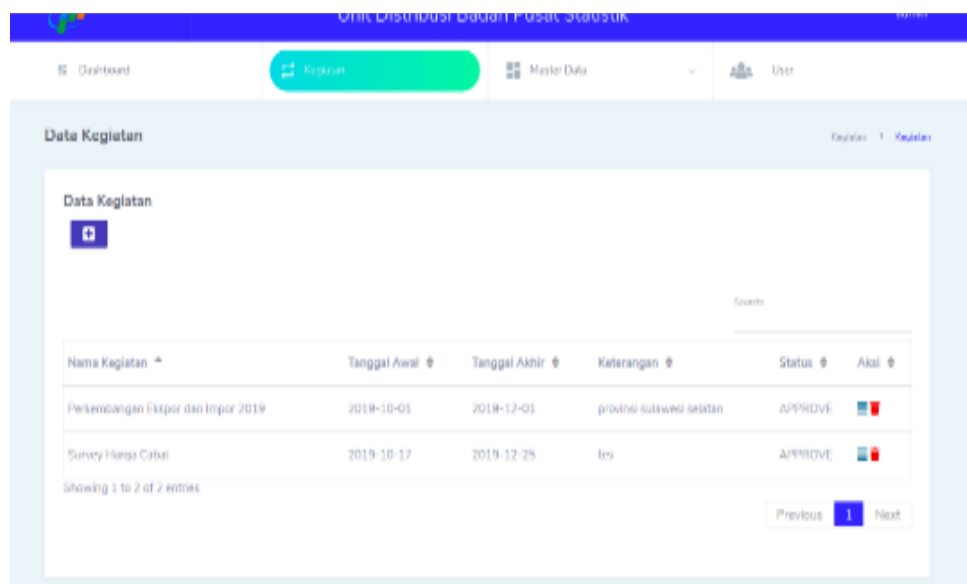 Unit Distribusi Badan Pusat Statistik admin
Dashboard Kegiatan Master Data User
Data Kegiatan Kegiatan Kegiatan
Data Kegiatan
Search:
Nama Kegiatan Tanggal Awal Tanggal Akhir Keterangan Status Aksi
Perkembangan Ekspor dan Impor 2019 2019-10-01 2019-12-01 provinsi sulawesi selatan APPROVE
Survey Harga Cabai 2019-10-17 2019-12-25 tes APPROVE
Showing 1 to 2 of 2 entries
Previous 1 Next